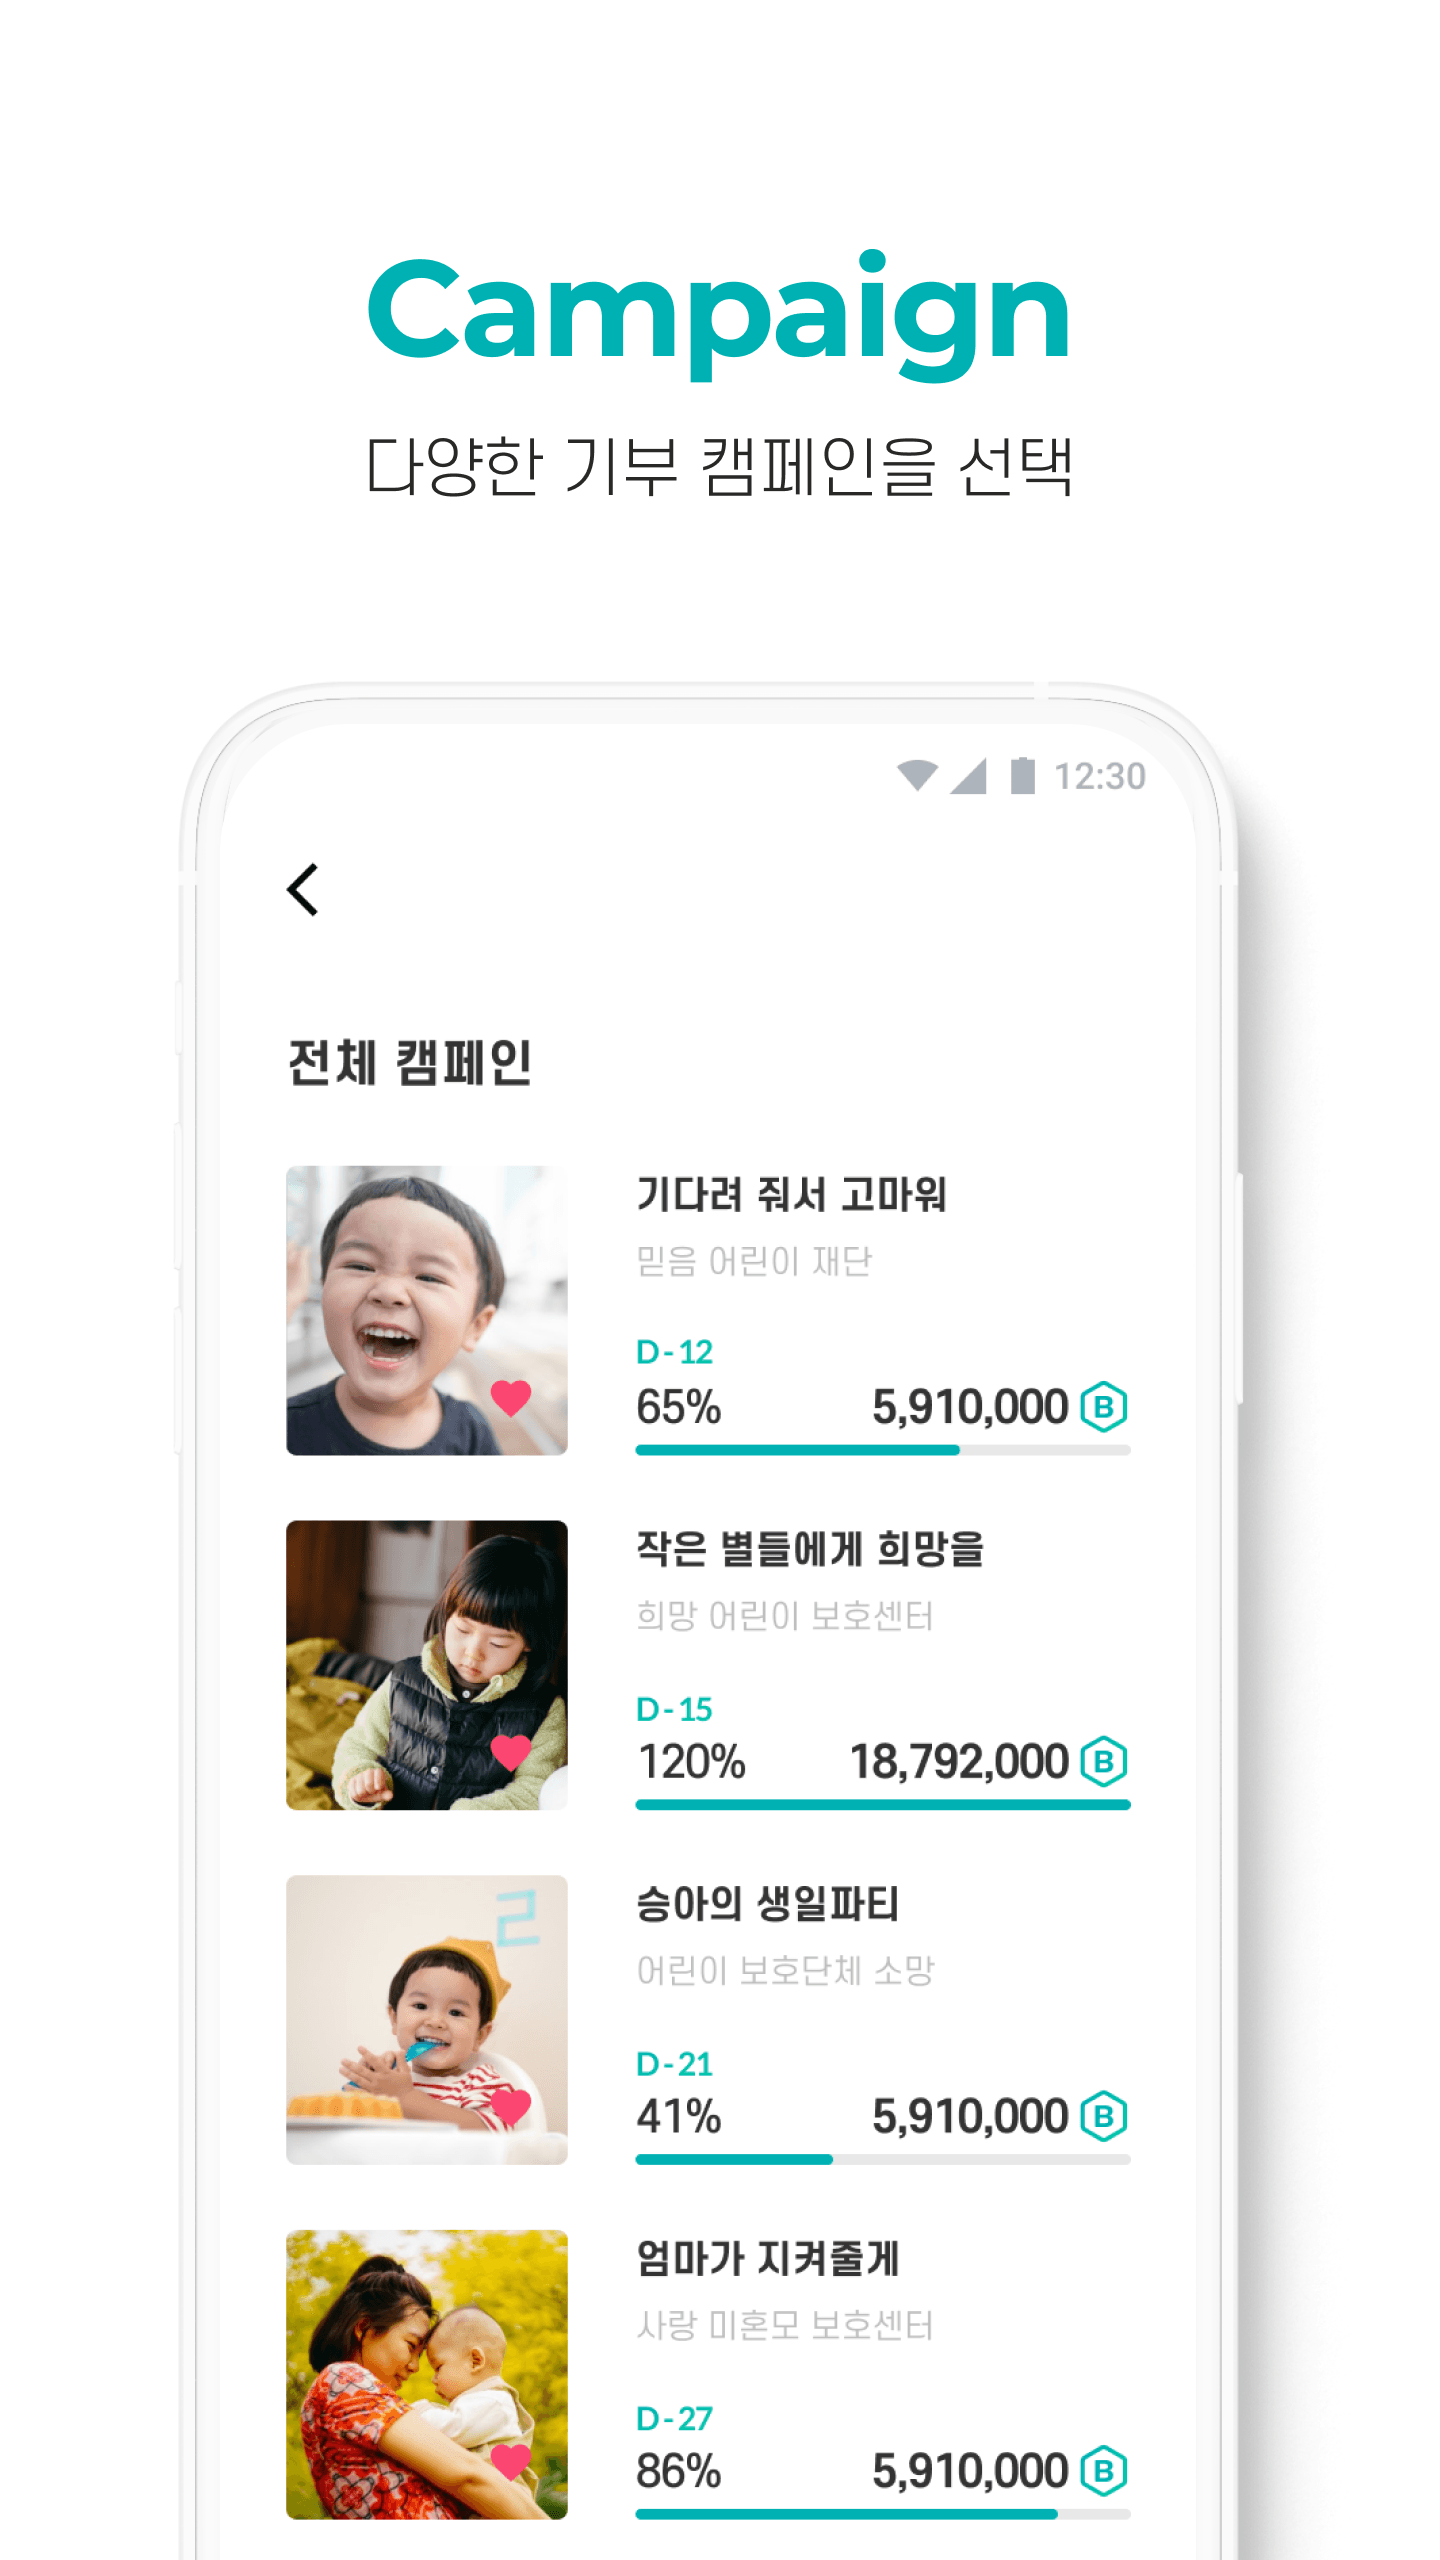 Campaign
다양한 기부 캠페인을 선택
12:30
전체 캠페인
기다려 줘서 고마워
믿음 어린이 재단
D-12
65% 5,910,000 B
작은 별들에게 희망을
희망 어린이 보호센터
D-15
120% 18,792,000 B
승아의 생일파티
어린이 보호단체 소망
D-21
41% 5,910,000 B
엄마가 지켜줄게
사랑 미혼모 보호센터
D-27
86% 5,910,000 B